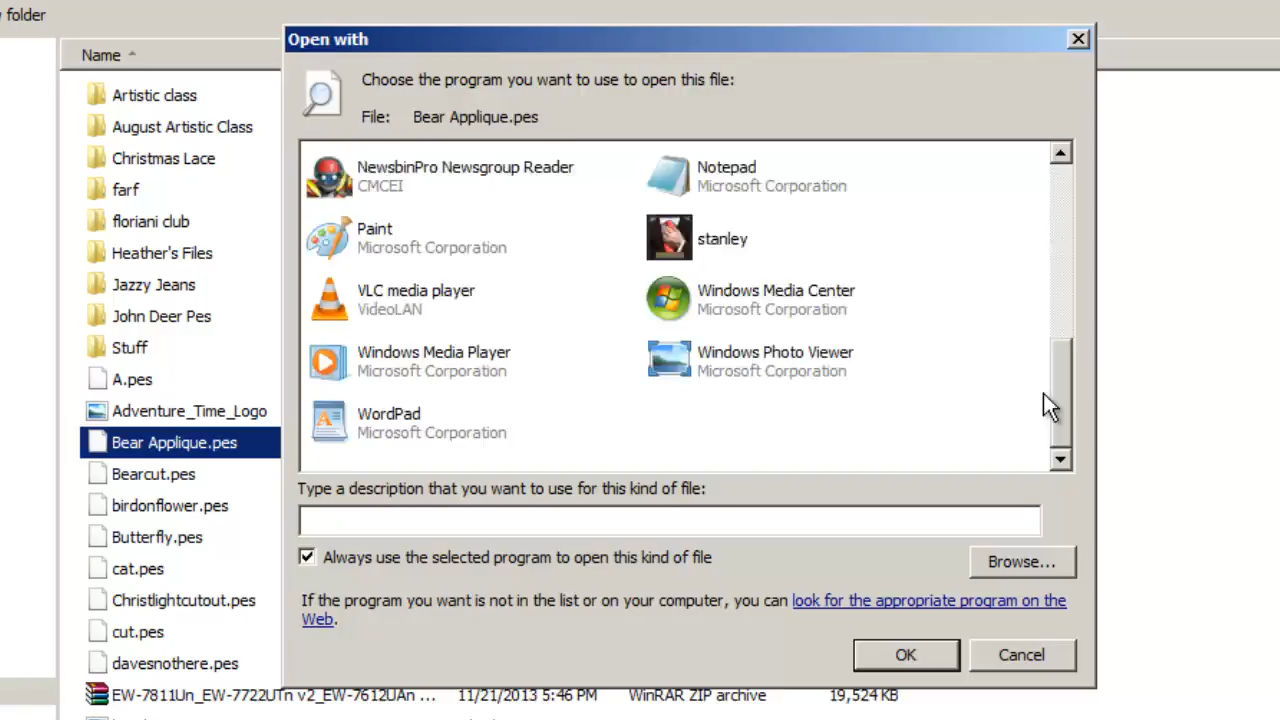 folder
Name
Artistic class
August Artistic Class
Christmas Lace
farf
floriani club
Heather's Files
Jazzy Jeans
John Deer Pes
Stuff
A.pes
Adventure_Time_Logo
Bear Applique.pes
Bearcut.pes
birdonflower.pes
Butterfly.pes
cat.pes
Christlightcutout.pes
cut.pes
davesnothere.pes
EW-7811Un_EW-7722UTn v2_EW-7612UAn ... 11/21/2013 5:46 PM WinRAR ZIP archive 19,524 KB
Open with
Choose the program you want to use to open this file:
File: Bear Applique.pes
NewsbinPro Newsgroup Reader
CMCEI
Notepad
Microsoft Corporation
Paint
Microsoft Corporation
stanley
VLC media player
VideoLAN
Windows Media Center
Microsoft Corporation
Windows Media Player
Microsoft Corporation
Windows Photo Viewer
Microsoft Corporation
WordPad
Microsoft Corporation
Type a description that you want to use for this kind of file:
Always use the selected program to open this kind of file
Browse...
If the program you want is not in the list or on your computer, you can look for the appropriate program on the
Web.
OK
Cancel